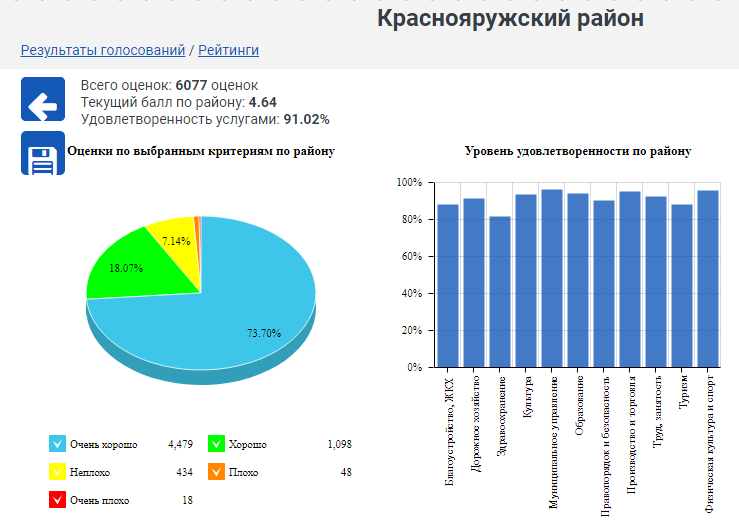 Краснояружский район
Результаты голосований / Рейтинги
Всего оценок: 6077 оценок
Текущий балл по району: 4.64
Удовлетворенность услугами: 91.02%
Оценки по выбранным критериям по району
7.14%
18.07%
73.70%
Очень хорошо 4,479
Хорошо 1,098
Неплохо 434
Плохо 48
Очень плохо 18
Уровень удовлетворенности по району
100%
80%
60%
40%
20%
0%
Благоустройство, ЖКХ
Дорожное хозяйство
Здравоохранение
Культура
Муниципальное управление
Образование
Правопорядок и безопасность
Производство и торговля
Труд, занятость
Туризм
Физическая культура и спорт